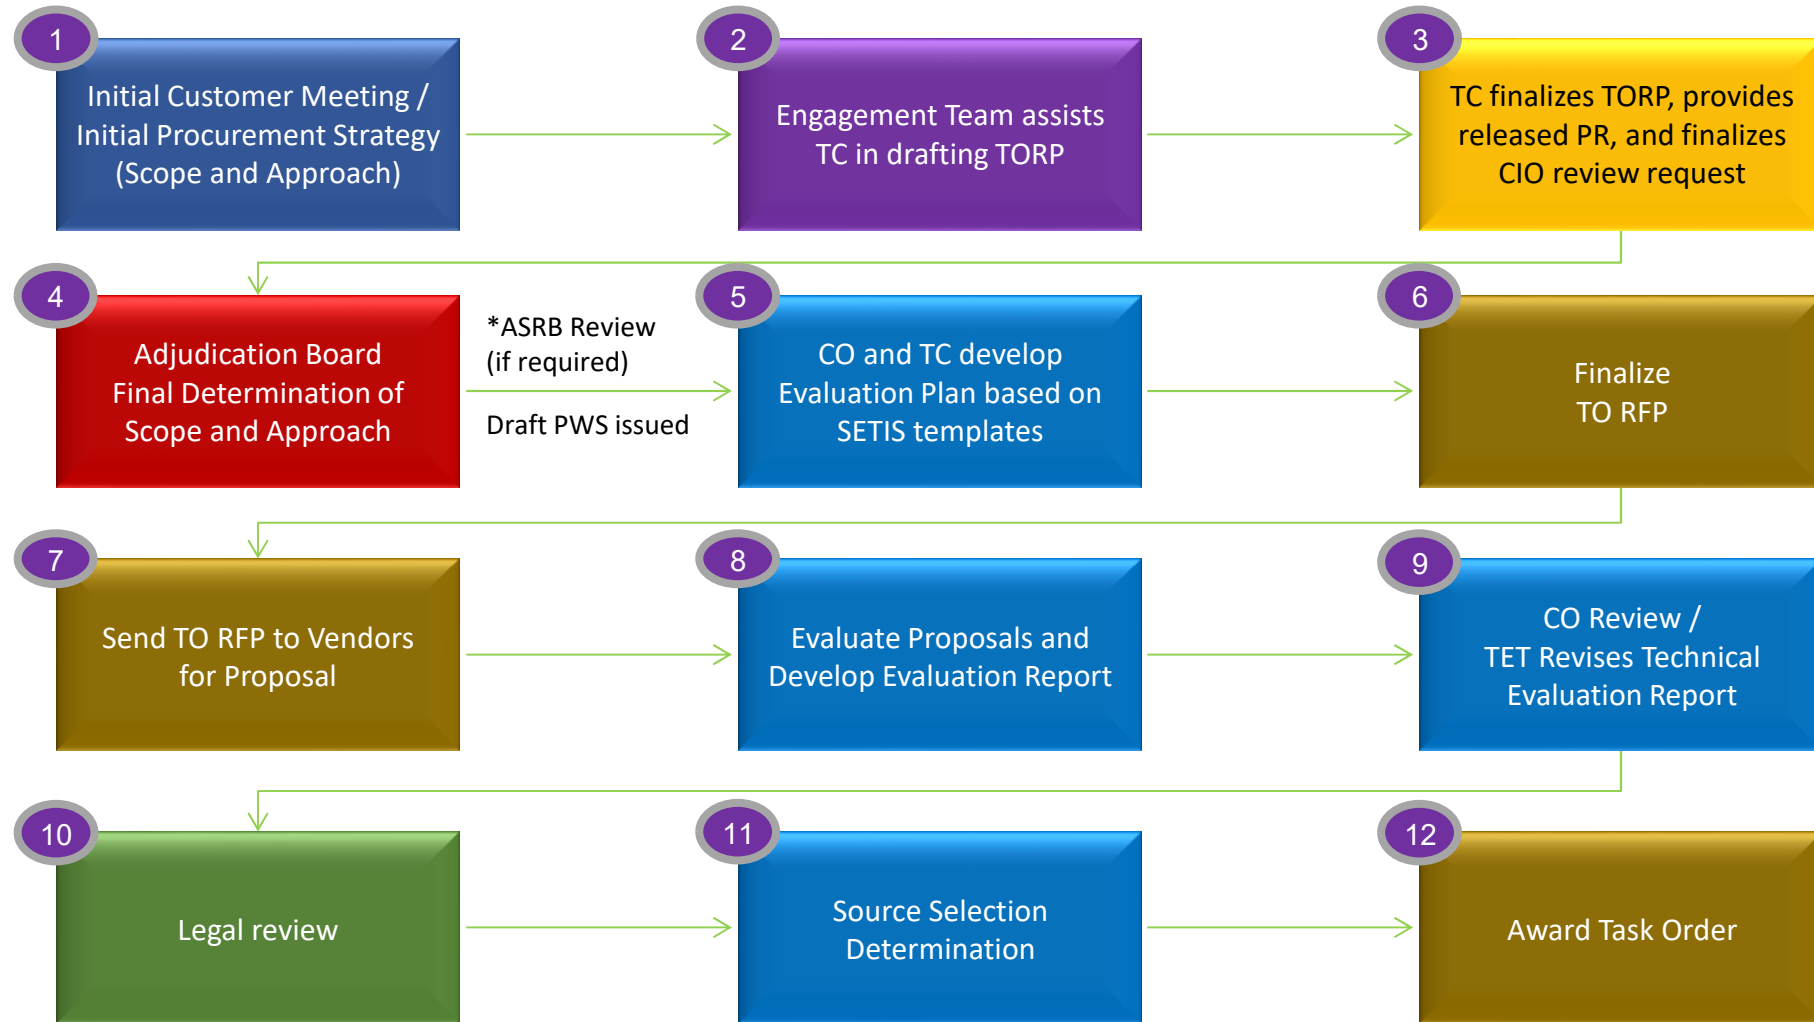 1
Initial Customer Meeting /
Initial Procurement Strategy
(Scope and Approach)
2
Engagement Team assists
TC in drafting TORP
3
TC finalizes TORP, provides
released PR, and finalizes
CIO review request
4
Adjudication Board
Final Determination of
Scope and Approach
*ASRB Review
(if required)
Draft PWS issued
5
CO and TC develop
Evaluation Plan based on
SETIS templates
6
Finalize
TO RFP
7
Send TO RFP to Vendors
for Proposal
8
Evaluate Proposals and
Develop Evaluation Report
9
CO Review /
TET Revises Technical
Evaluation Report
10
Legal review
11
Source Selection
Determination
12
Award Task Order